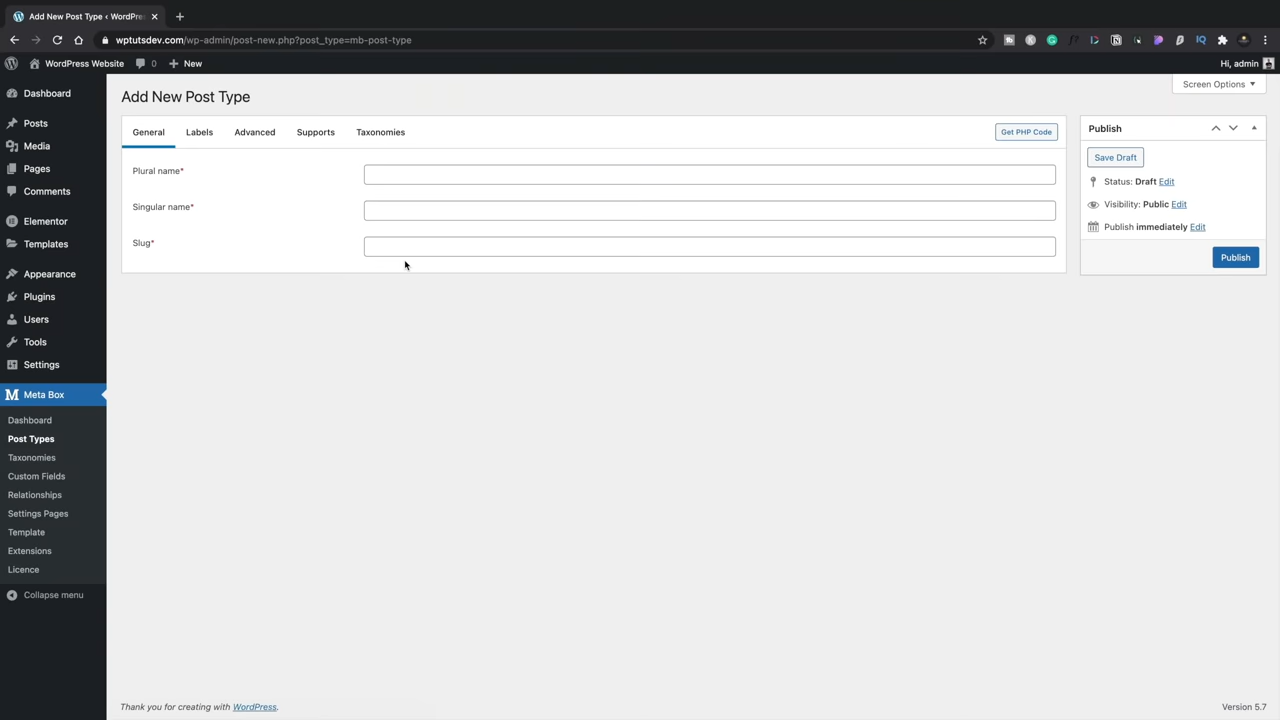 Add New Post Type ‹ WordPre
wptutsdev.com/wp-admin/post-new.php?post_type=mb-post-type
WordPress Website
0
New
Hi, admin
Dashboard
Posts
Media
Pages
Comments
Elementor
Templates
Appearance
Plugins
Users
Tools
Settings
Meta Box
Dashboard
Post Types
Taxonomies
Custom Fields
Relationships
Settings Pages
Template
Extensions
Licence
Collapse menu
Screen Options
Add New Post Type
General
Labels
Advanced
Supports
Taxonomies
Get PHP Code
Plural name*
Singular name*
Slug*
Publish
Save Draft
Status: Draft Edit
Visibility: Public Edit
Publish immediately Edit
Publish
Thank you for creating with WordPress.
Version 5.7